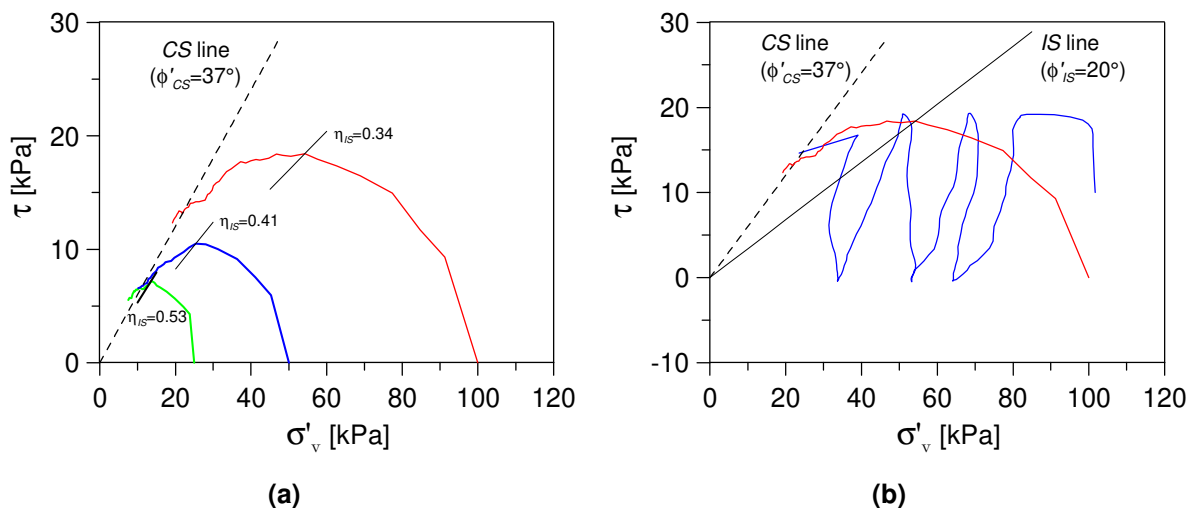 30
CS line
(ϕ'CS=37°)
ηIS=0.34
20
τ [kPa]
ηIS=0.41
10
ηIS=0.53
0
0 20 40 60 80 100 120
σ'v [kPa]
(a)
30
CS line
(ϕ'CS=37°)
IS line
(ϕ'IS=20°)
20
τ [kPa]
10
0
-10
0 20 40 60 80 100 120
σ'v [kPa]
(b)